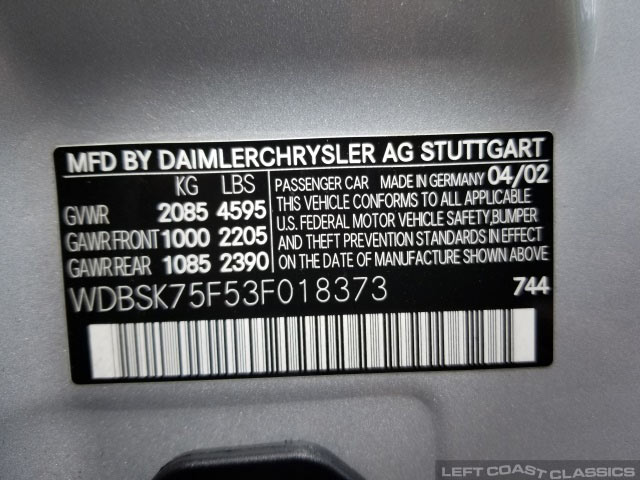 MFD BY DAIMLERCHRYSLER AG STUTTGART
KG LBS
GVWR 2085 4595
GAWR FRONT 1000 2205
GAWR REAR 1085 2390
PASSENGER CAR MADE IN GERMANY 04/02
THIS VEHICLE CONFORMS TO ALL APPLICABLE
U.S. FEDERAL MOTOR VEHICLE SAFETY,BUMPER
AND THEFT PREVENTION STANDARDS IN EFFECT
ON THE DATE OF MANUFACTURE SHOWN ABOVE.
WDBSK75F53F018373 744
LEFT COAST CLASSICS